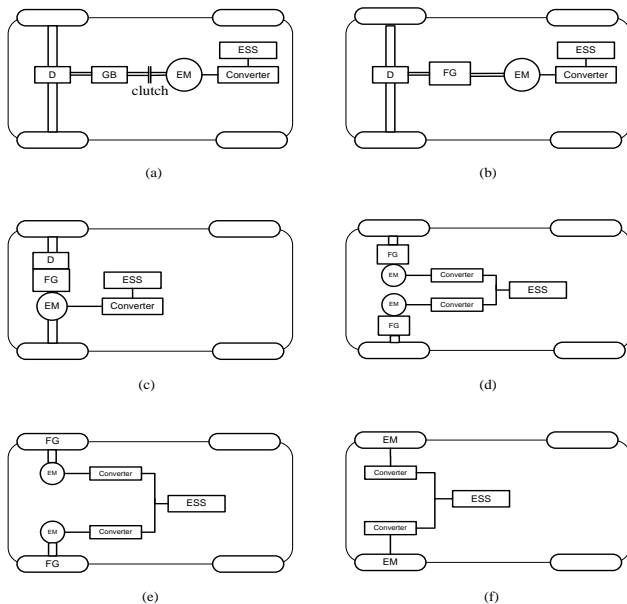 ESS
D
GB
EM
Converter
clutch
(a)
ESS
D
FG
EM
Converter
(b)
D
FG
ESS
EM
Converter
(c)
FG
EM
Converter
ESS
EM
Converter
FG
(d)
FG
EM
Converter
ESS
EM
Converter
FG
(e)
EM
Converter
ESS
Converter
EM
(f)